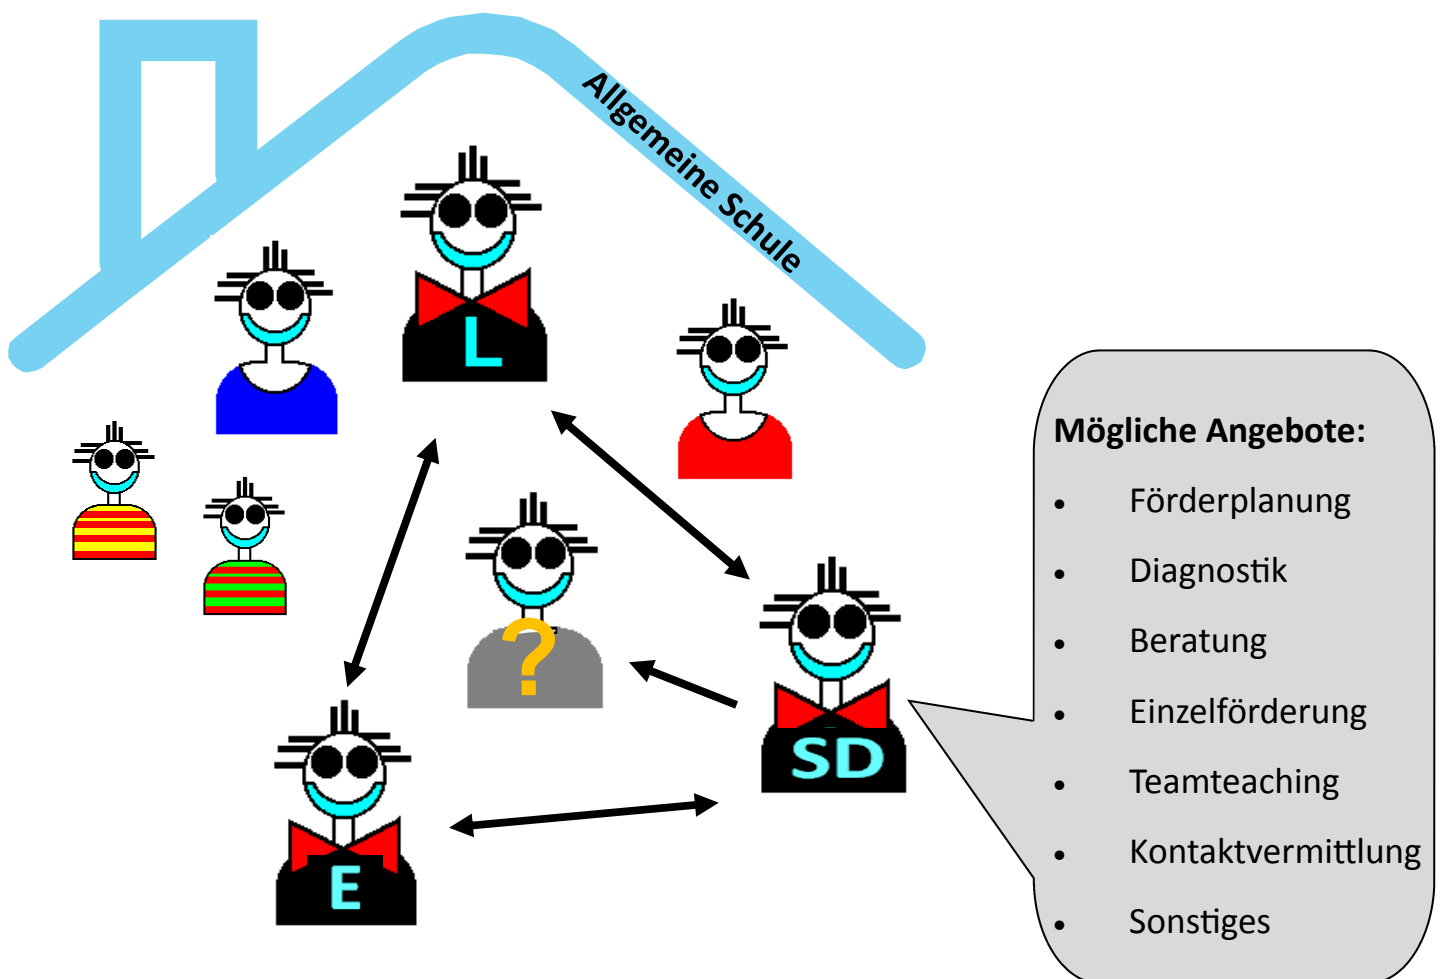 Allgemeine Schule
L
?
SD
E
Mögliche Angebote:
• Förderplanung
• Diagnostik
• Beratung
• Einzelförderung
• Teamteaching
• Kontaktvermittlung
• Sonstiges